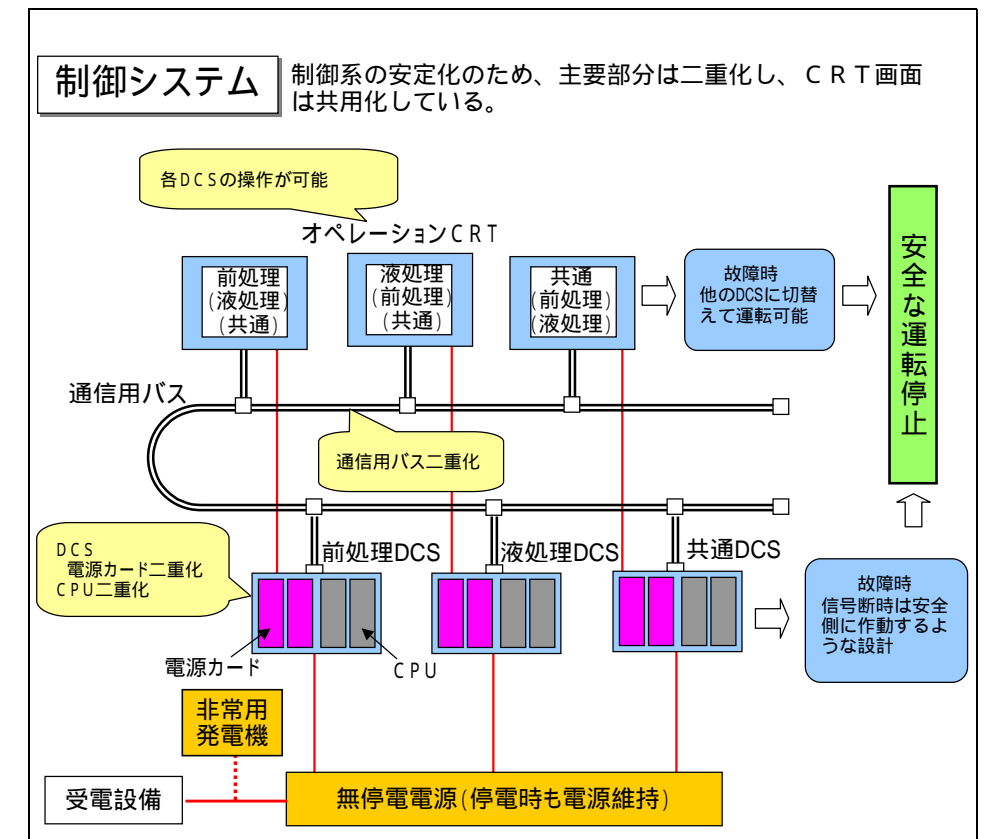 制御システム
制御系の安定化のため、主要部分は二重化し、ＣＲＴ画面
は共用化している。
各ＤＣＳの操作が可能
オペレーションＣＲＴ
前処理
(液処理)
(共通)
液処理
(前処理)
(共通)
共通
(前処理)
(液処理)
故障時
他のDCSに切替
えて運転可能
安全な運転停止
通信用バス
通信用バス二重化
ＤＣＳ
電源カード二重化
ＣＰＵ二重化
前処理DCS
液処理DCS
共通DCS
故障時
信号断時は安全
側に作動するよ
うな設計
電源カード
ＣＰＵ
非常用
発電機
受電設備
無停電電源(停電時も電源維持)